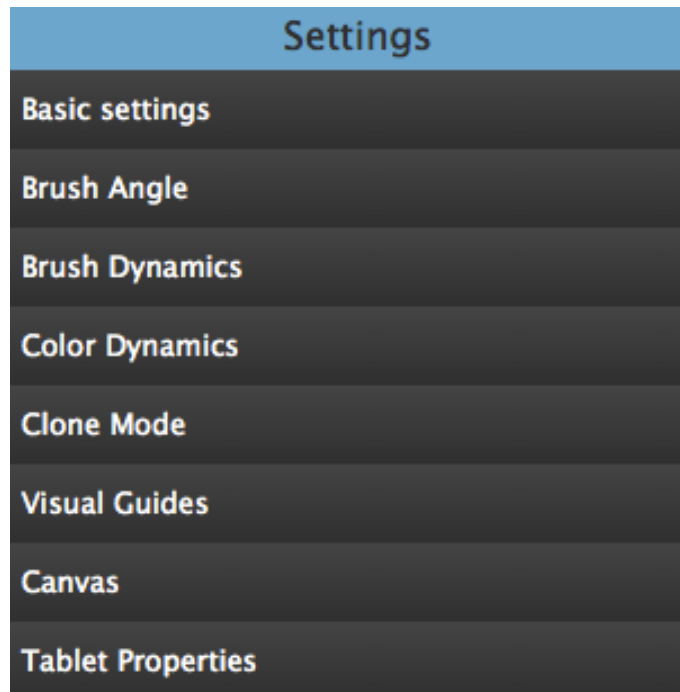 Settings
Basic settings
Brush Angle
Brush Dynamics
Color Dynamics
Clone Mode
Visual Guides
Canvas
Tablet Properties